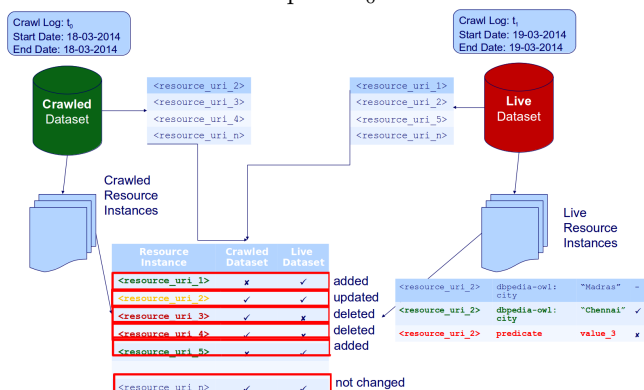 Crawl Log: t0
Start Date: 18-03-2014
End Date: 18-03-2014
Crawl Log: t1
Start Date: 19-03-2014
End Date: 19-03-2014
Crawled
Dataset
<resource_uri_2>
<resource_uri_3>
<resource_uri_4>
<resource_uri_n>
<resource_uri_1>
<resource_uri_2>
<resource_uri_5>
<resource_uri_n>
Live
Dataset
Crawled
Resource
Instances
Live
Resource
Instances
Resource Instance Crawled Dataset Live Dataset
<resource_uri_1> ✗ ✓ added
<resource_uri_2> ✓ ✓ updated
<resource_uri_3> ✓ ✗ deleted
<resource_uri_4> ✓ ✗ deleted
<resource_uri_5> ✗ ✓ added
<resource_uri_n> ✓ ✓ not changed
<resource_uri_2> dbpedia-owl: city "Madras" -
<resource_uri_2> dbpedia-owl: city "Chennai" ✓
<resource_uri_2> predicate value_3 ✗